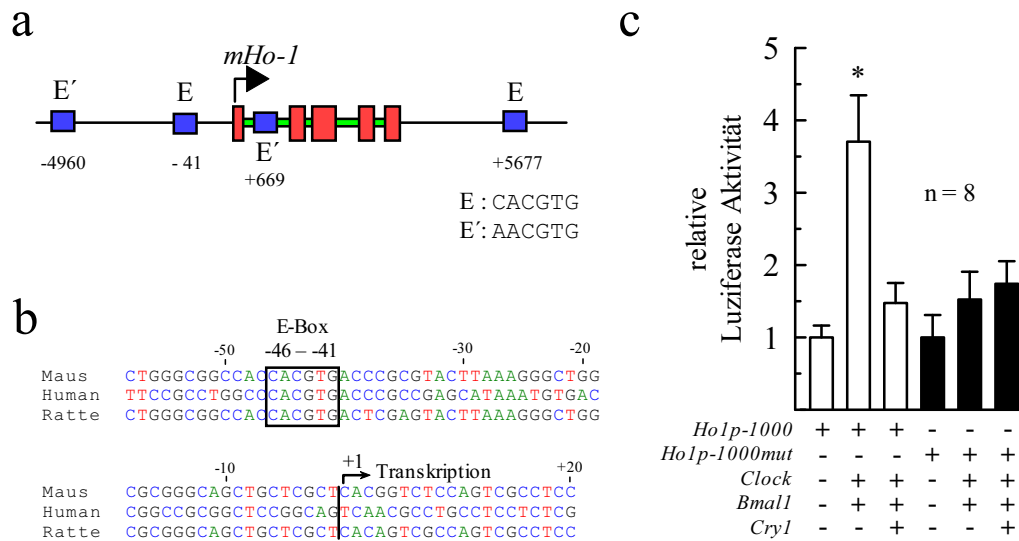 a
mHo-1
E´ E E
-4960 - 41 E´ +5677
+669
E : CACGTG
E´: AACGTG
b
E-Box
-46 – -41
-50 -30 -20
Maus CTGGGCGGCCACCACGTGACCCGCGTACTTAAAGGGCTGG
Human TTCCGCCTGGCCCACGTGACCCGCCGAGCATAAATGTGAC
Ratte CTGGGCGGCCACCACGTGACTCGAGTACTTAAAGGGCTGG
-10 +1 Transkription +20
Maus CGCGGGCAGCTGCTCGCTCACGGTCTCCAGTCGCCTCC
Human CGGCCGCGGCTCCGGCAGTCAACGCCTGCCTCCTCTCG
Ratte CGCGGGCAGCTGCTCGCTCACAGTCGCCAGTCGCCTCC
c
relative
Luziferase Aktivität
5
4
3
2
1
*
n = 8
Ho1p-1000 + + + - - -
Ho1p-1000mut - - - + + +
Clock - + + - + +
Bmal1 - + + - + +
Cry1 - - + - - +